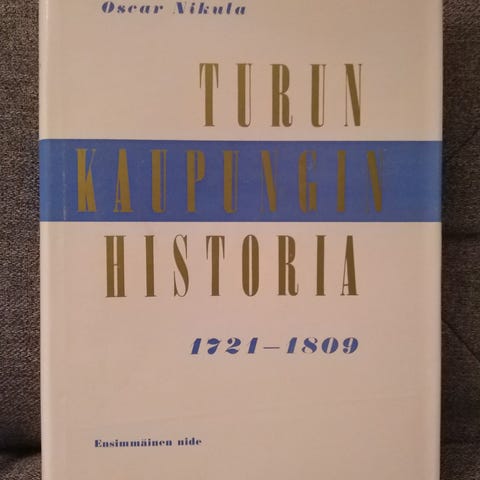 Oscar Nikula
TURUN
KAUPUNGIN
HISTORIA
1721–1809
Ensimmäinen nide